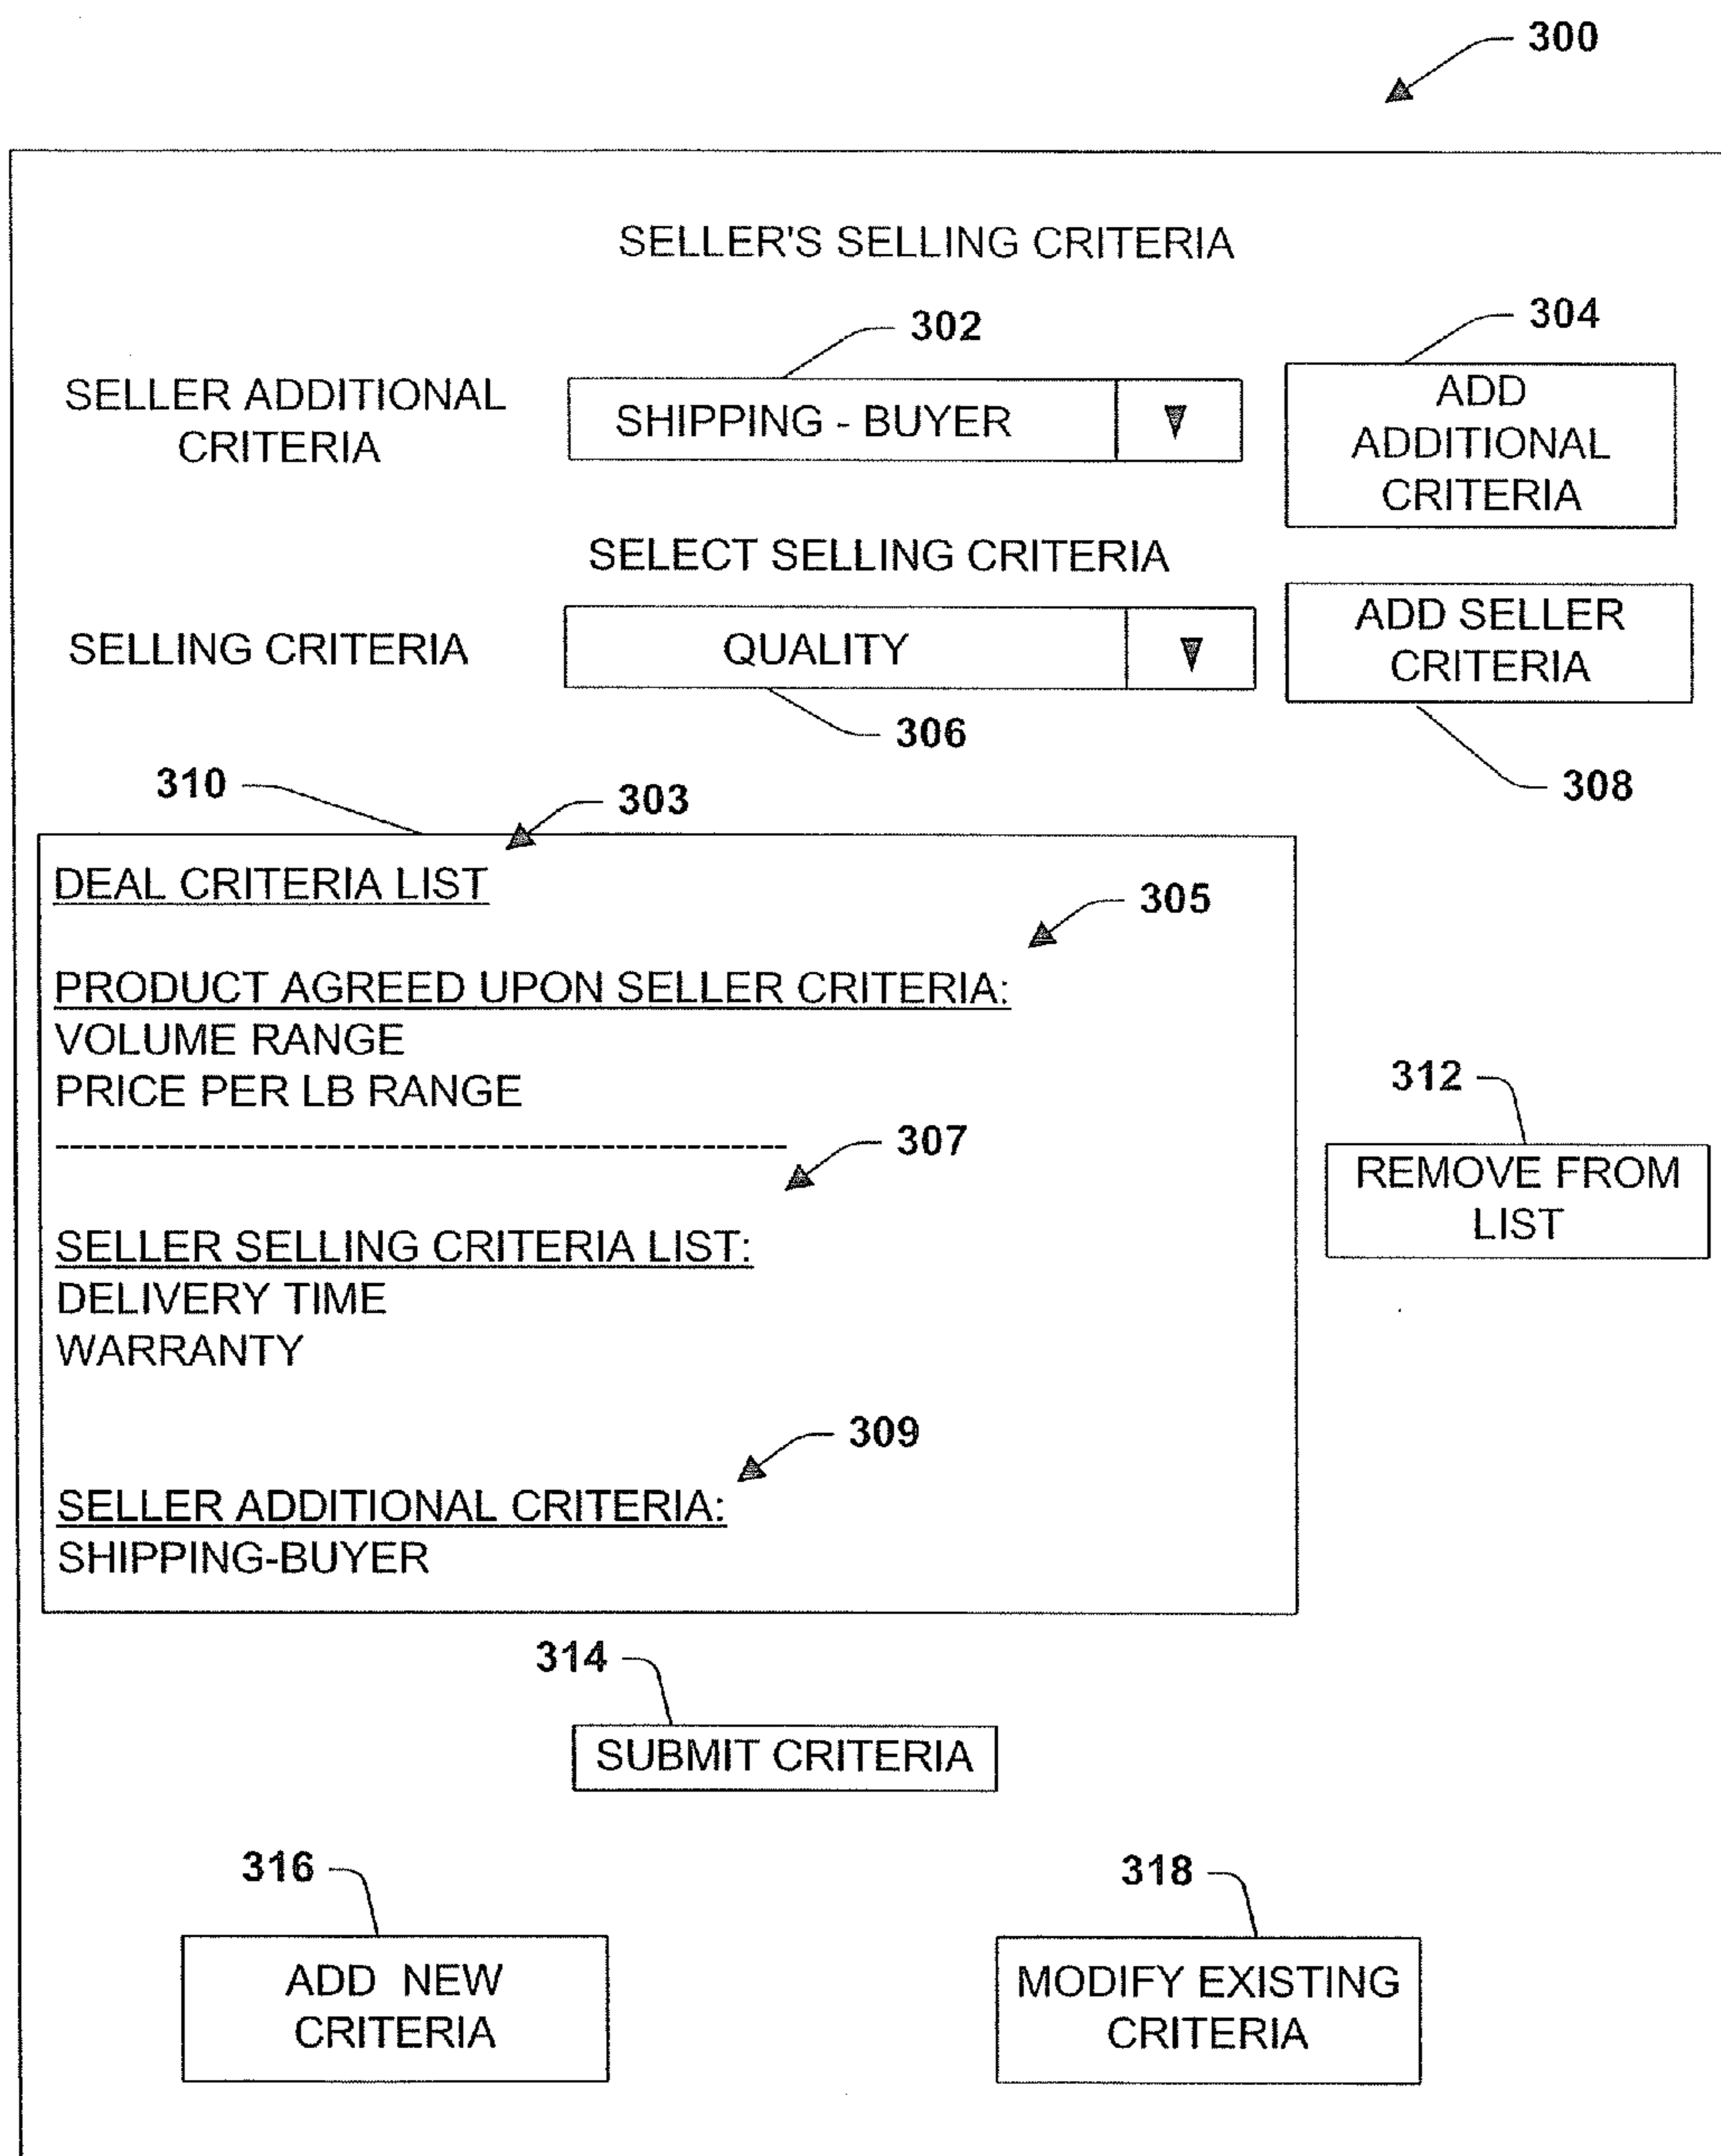 300
SELLER'S SELLING CRITERIA
302
304
SELLER ADDITIONAL
CRITERIA
SHIPPING - BUYER
ADD
ADDITIONAL
CRITERIA
SELECT SELLING CRITERIA
SELLING CRITERIA
QUALITY
ADD SELLER
CRITERIA
306
308
310
303
DEAL CRITERIA LIST
305
PRODUCT AGREED UPON SELLER CRITERIA:
VOLUME RANGE
PRICE PER LB RANGE
---------------------------------------------
307
312
REMOVE FROM
LIST
SELLER SELLING CRITERIA LIST:
DELIVERY TIME
WARRANTY
309
SELLER ADDITIONAL CRITERIA:
SHIPPING-BUYER
314
SUBMIT CRITERIA
316
318
ADD NEW
CRITERIA
MODIFY EXISTING
CRITERIA